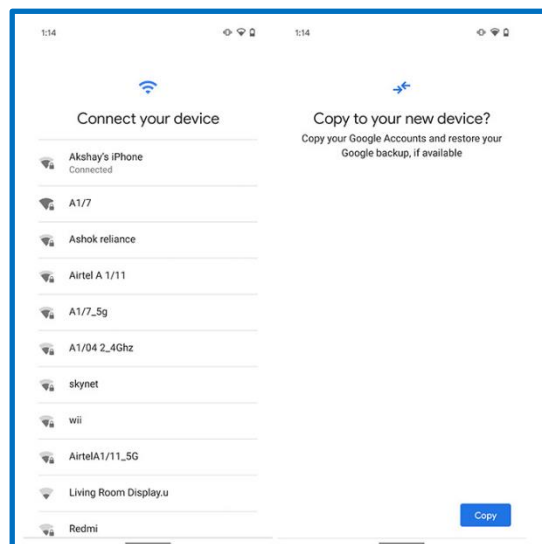 1:14
Connect your device
Akshay's iPhone
Connected
A1/7
Ashok reliance
Airtel A 1/11
A1/7_5g
A1/04 2_4Ghz
skynet
wii
AirtelA1/11_5G
Living Room Display.u
Redmi
1:14
Copy to your new device?
Copy your Google Accounts and restore your
Google backup, if available
Copy